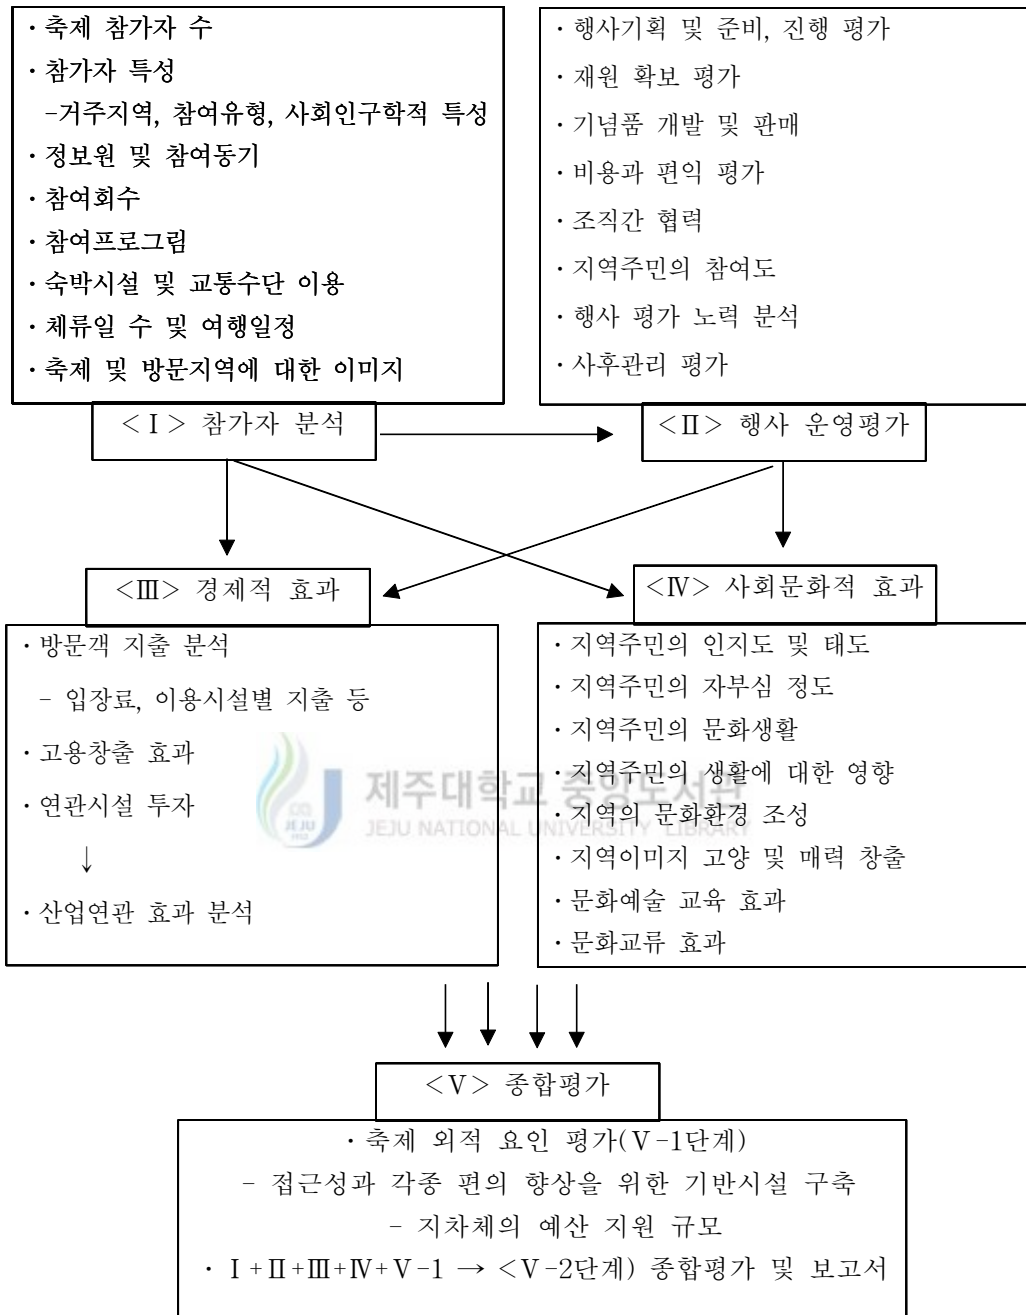 · 축제 참가자 수
· 참가자 특성
-거주지역, 참여유형, 사회인구학적 특성
· 정보원 및 참여동기
· 참여회수
· 참여프로그림
· 숙박시설 및 교통수단 이용
· 체류일 수 및 여행일정
· 축제 및 방문지역에 대한 이미지
<Ⅰ> 참가자 분석
· 행사기획 및 준비, 진행 평가
· 재원 확보 평가
· 기념품 개발 및 판매
· 비용과 편익 평가
· 조직간 협력
· 지역주민의 참여도
· 행사 평가 노력 분석
· 사후관리 평가
<Ⅱ> 행사 운영평가
<Ⅲ> 경제적 효과
· 방문객 지출 분석
- 입장료, 이용시설별 지출 등
· 고용창출 효과
· 연관시설 투자
↓
· 산업연관 효과 분석
<Ⅳ> 사회문화적 효과
· 지역주민의 인지도 및 태도
· 지역주민의 자부심 정도
· 지역주민의 문화생활
· 지역주민의 생활에 대한 영향
· 지역의 문화환경 조성
· 지역이미지 고양 및 매력 창출
· 문화예술 교육 효과
· 문화교류 효과
제주대학교 중앙도서관
JEJU NATIONAL UNIVERSITY LIBRARY
JEJU
1952
<Ⅴ> 종합평가
· 축제 외적 요인 평가(Ⅴ-1단계)
- 접근성과 각종 편의 향상을 위한 기반시설 구축
- 지차체의 예산 지원 규모
· Ⅰ+Ⅱ+Ⅲ+Ⅳ+Ⅴ-1 → <Ⅴ-2단계) 종합평가 및 보고서